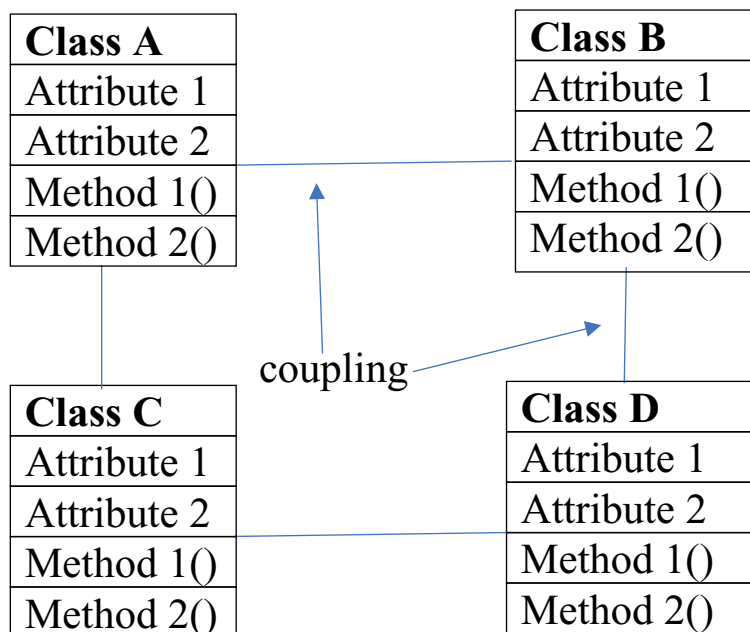 Class A
Attribute 1
Attribute 2
Method 1()
Method 2()
Class B
Attribute 1
Attribute 2
Method 1()
Method 2()
coupling
Class C
Attribute 1
Attribute 2
Method 1()
Method 2()
Class D
Attribute 1
Attribute 2
Method 1()
Method 2()